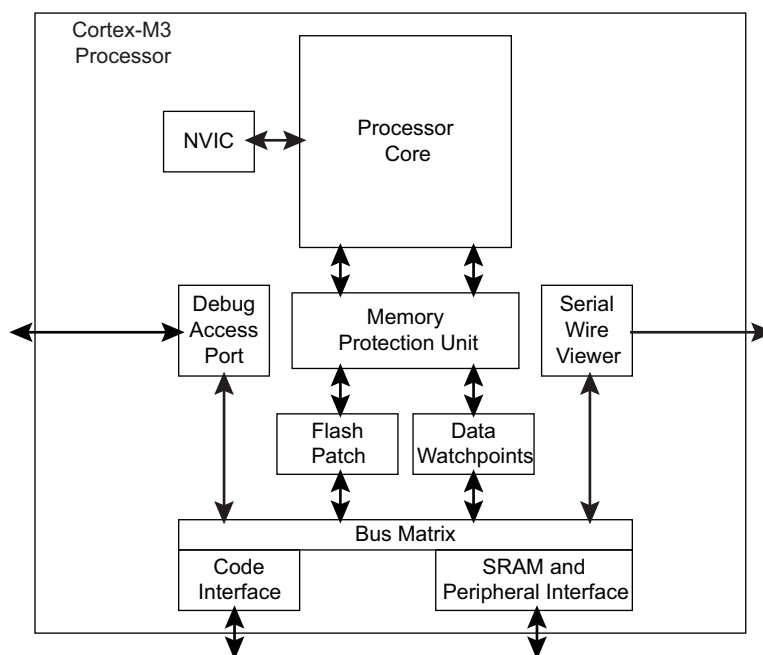 Cortex-M3
Processor
Processor
Core
NVIC
Debug
Access
Port
Memory
Protection Unit
Serial
Wire
Viewer
Flash
Patch
Data
Watchpoints
Bus Matrix
Code
Interface
SRAM and
Peripheral Interface